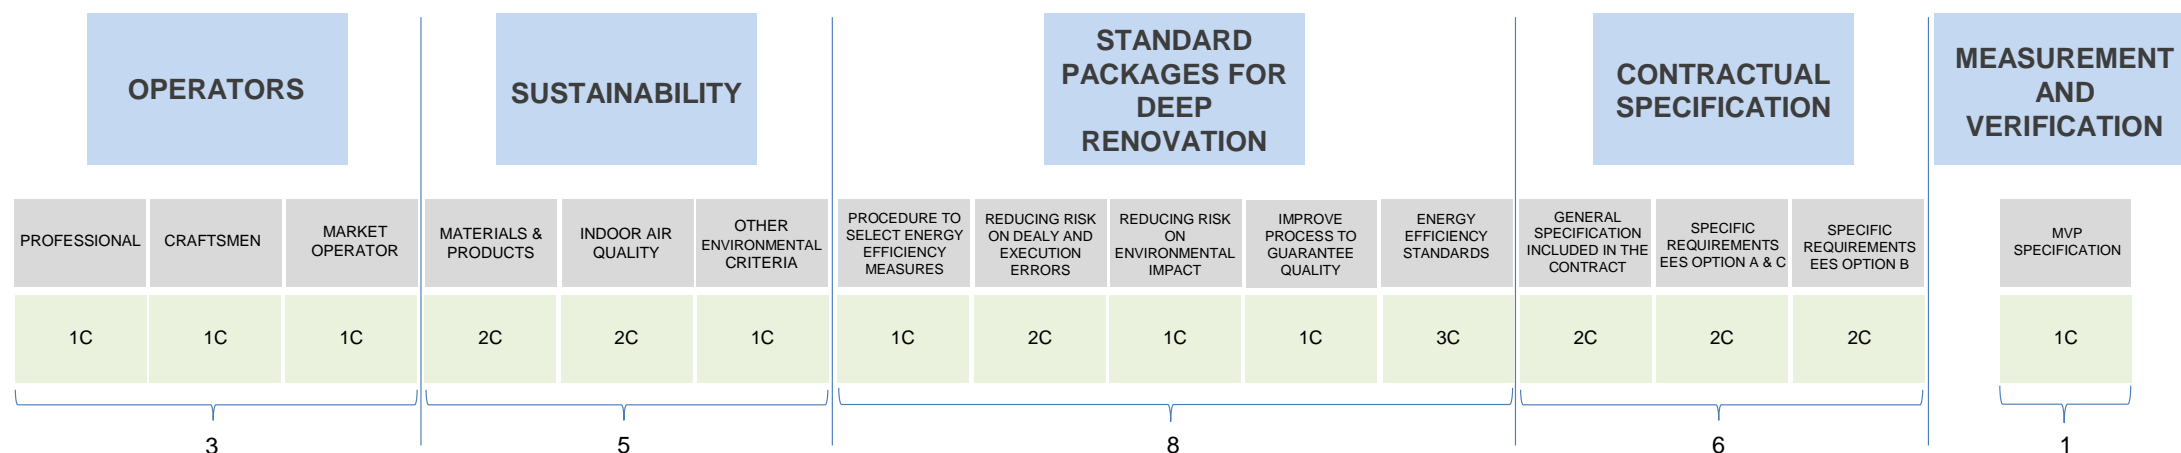 OPERATORS
SUSTAINABILITY
STANDARD
PACKAGES FOR
DEEP
RENOVATION
CONTRACTUAL
SPECIFICATION
MEASUREMENT
AND
VERIFICATION
PROFESSIONAL
CRAFTSMEN
MARKET
OPERATOR
MATERIALS &
PRODUCTS
INDOOR AIR
QUALITY
OTHER
ENVIRONMENTAL
CRITERIA
PROCEDURE TO
SELECT ENERGY
EFFICIENCY
MEASURES
REDUCING RISK
ON DEALY AND
EXECUTION
ERRORS
REDUCING RISK
ON
ENVIRONMENTAL
IMPACT
IMPROVE
PROCESS TO
GUARANTEE
QUALITY
ENERGY
EFFICIENCY
STANDARDS
GENERAL
SPECIFICATION
INCLUDED IN THE
CONTRACT
SPECIFIC
REQUIREMENTS
EES OPTION A & C
SPECIFIC
REQUIREMENTS
EES OPTION B
MVP
SPECIFICATION
1C
1C
1C
2C
2C
1C
1C
2C
1C
1C
3C
2C
2C
2C
1C
3
5
8
6
1